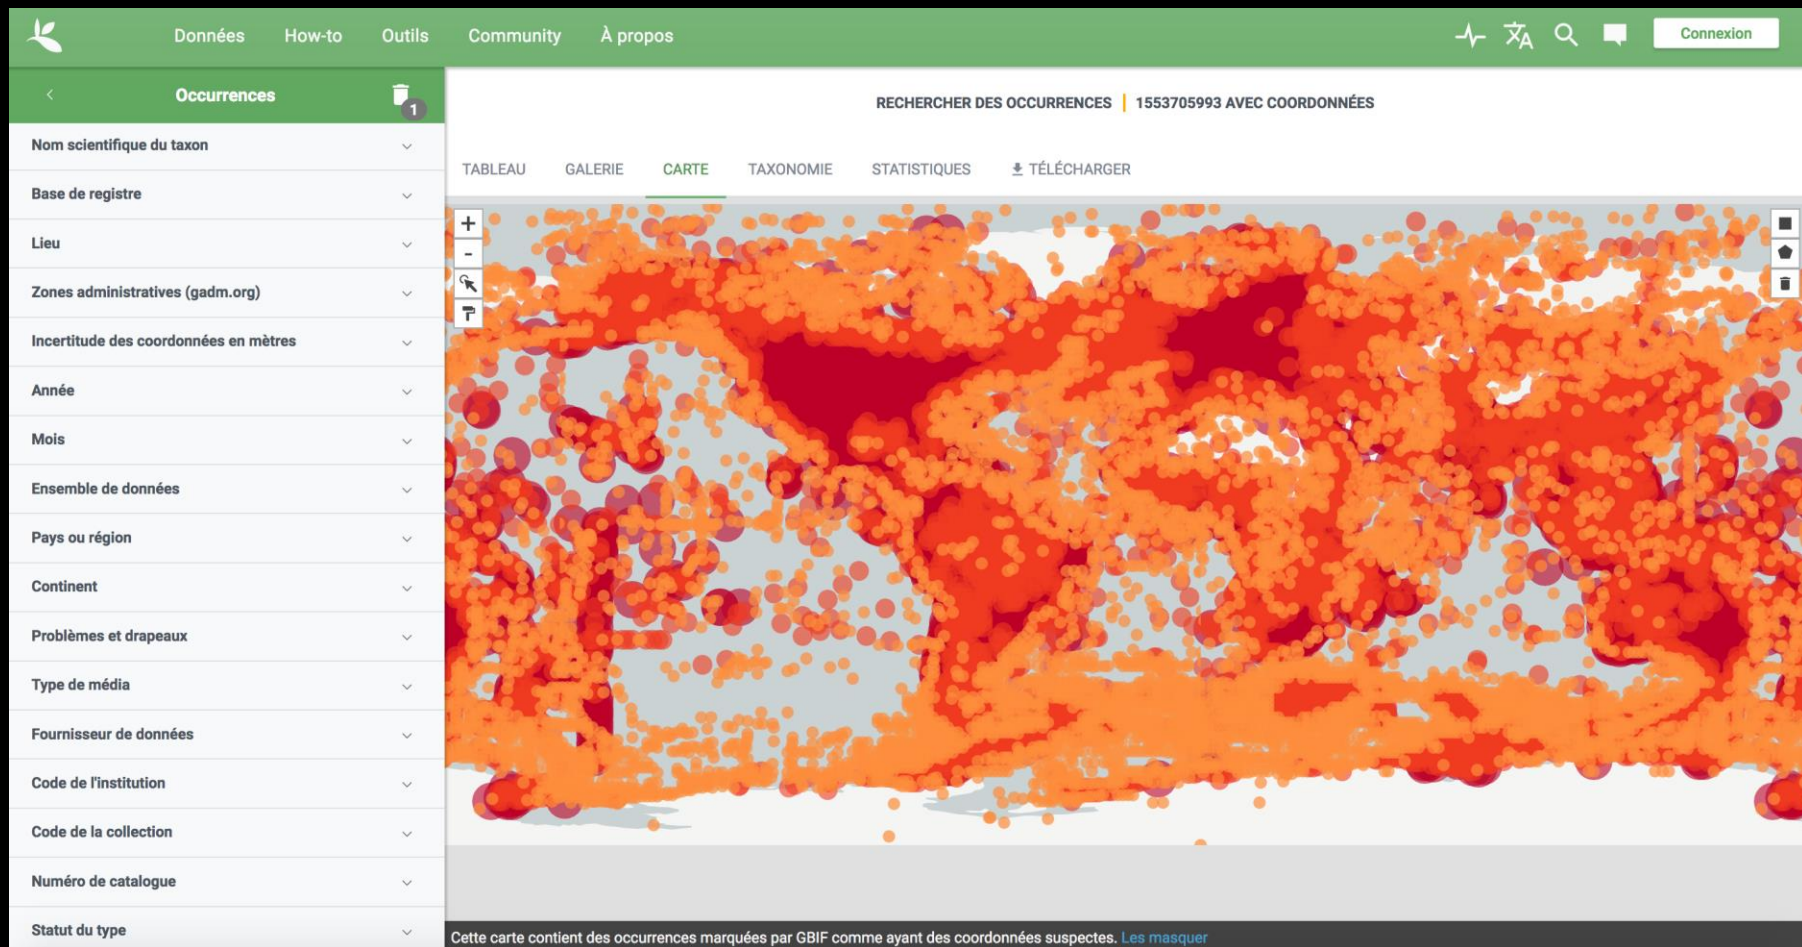 Données How-to Outils Community À propos
Connexion
Occurrences
1
Nom scientifique du taxon
Base de registre
Lieu
Zones administratives (gadm.org)
Incertitude des coordonnées en mètres
Année
Mois
Ensemble de données
Pays ou région
Continent
Problèmes et drapeaux
Type de média
Fournisseur de données
Code de l'institution
Code de la collection
Numéro de catalogue
Statut du type
RECHERCHER DES OCCURRENCES | 1553705993 AVEC COORDONNÉES
TABLEAU GALERIE CARTE TAXONOMIE STATISTIQUES TÉLÉCHARGER
+
-
Cette carte contient des occurrences marquées par GBIF comme ayant des coordonnées suspectes. Les masquer